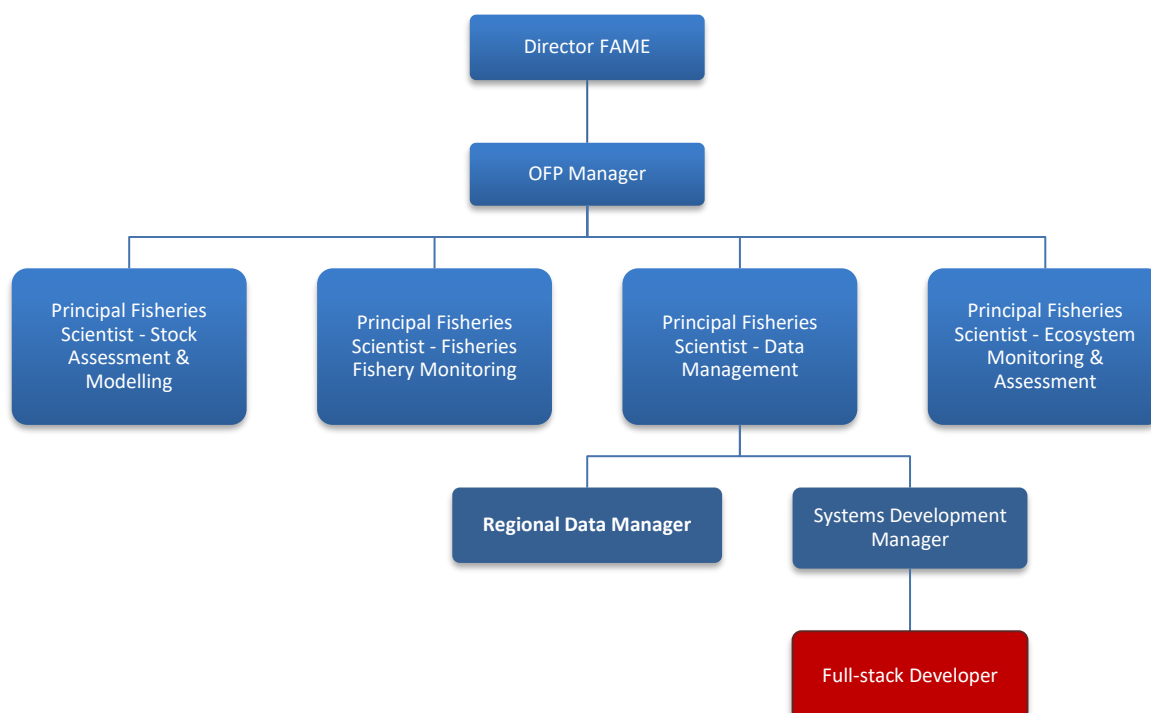 Director FAME
OFP Manager
Principal Fisheries
Scientist - Stock
Assessment &
Modelling
Principal Fisheries
Scientist - Fisheries
Fishery Monitoring
Principal Fisheries
Scientist - Data
Management
Principal Fisheries
Scientist - Ecosystem
Monitoring &
Assessment
Regional Data Manager
Systems Development
Manager
Full-stack Developer